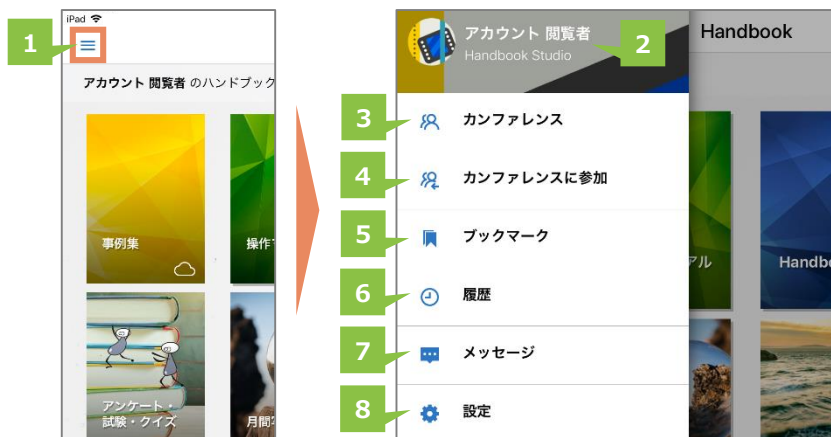 iPad
1
アカウント 閲覧者 のハンドブック
事例集
操作
アンケート・
試験・クイズ
月間
アカウント 閲覧者
Handbook Studio
2
Handbook
3
カンファレンス
4
カンファレンスに参加
5
ブックマーク
6
履歴
7
メッセージ
8
設定
アル
Handb